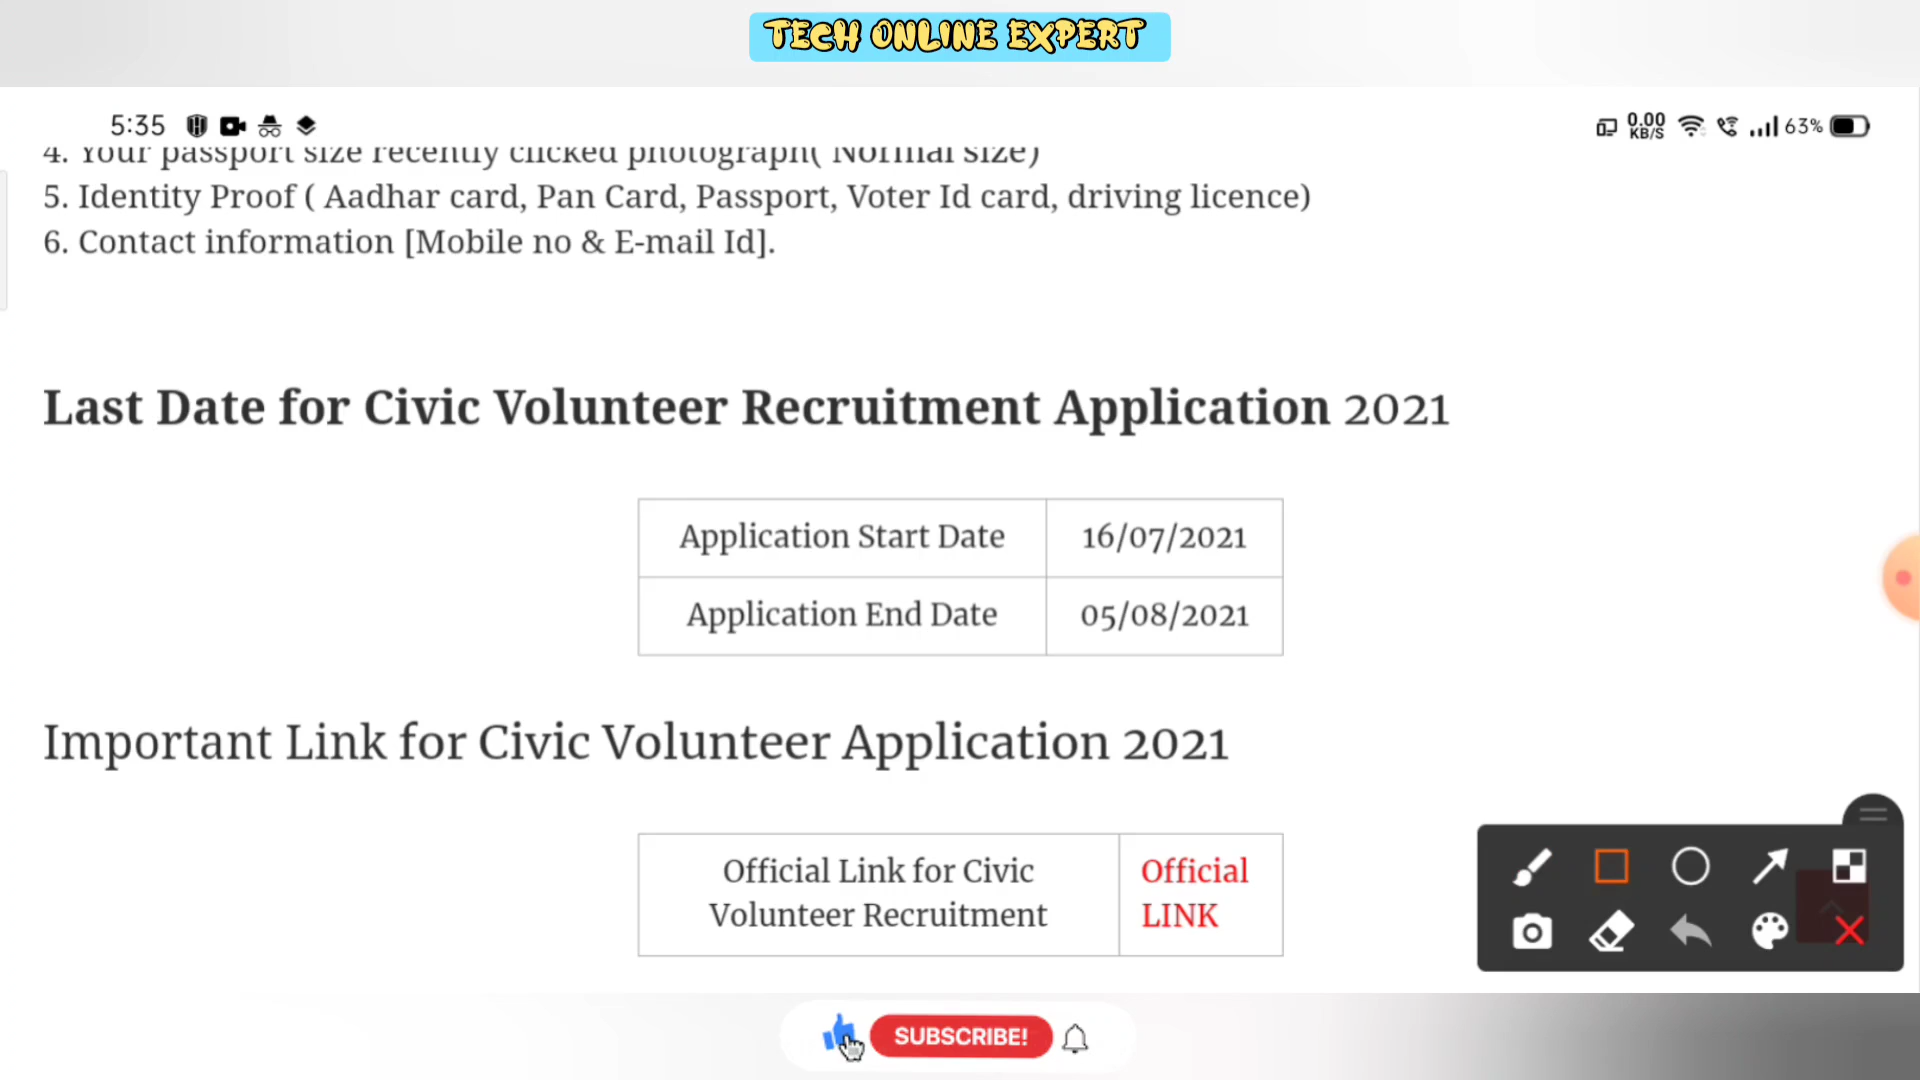 TECH ONLINE EXPERT
5:35
0.00 KB/S
63%
4. Your passport size recently clicked photograph( Normal size)
5. Identity Proof ( Aadhar card, Pan Card, Passport, Voter Id card, driving licence)
6. Contact information [Mobile no & E-mail Id].
Last Date for Civic Volunteer Recruitment Application 2021
Application Start Date 16/07/2021
Application End Date 05/08/2021
Important Link for Civic Volunteer Application 2021
Official Link for Civic
Volunteer Recruitment
Official
LINK
SUBSCRIBE!